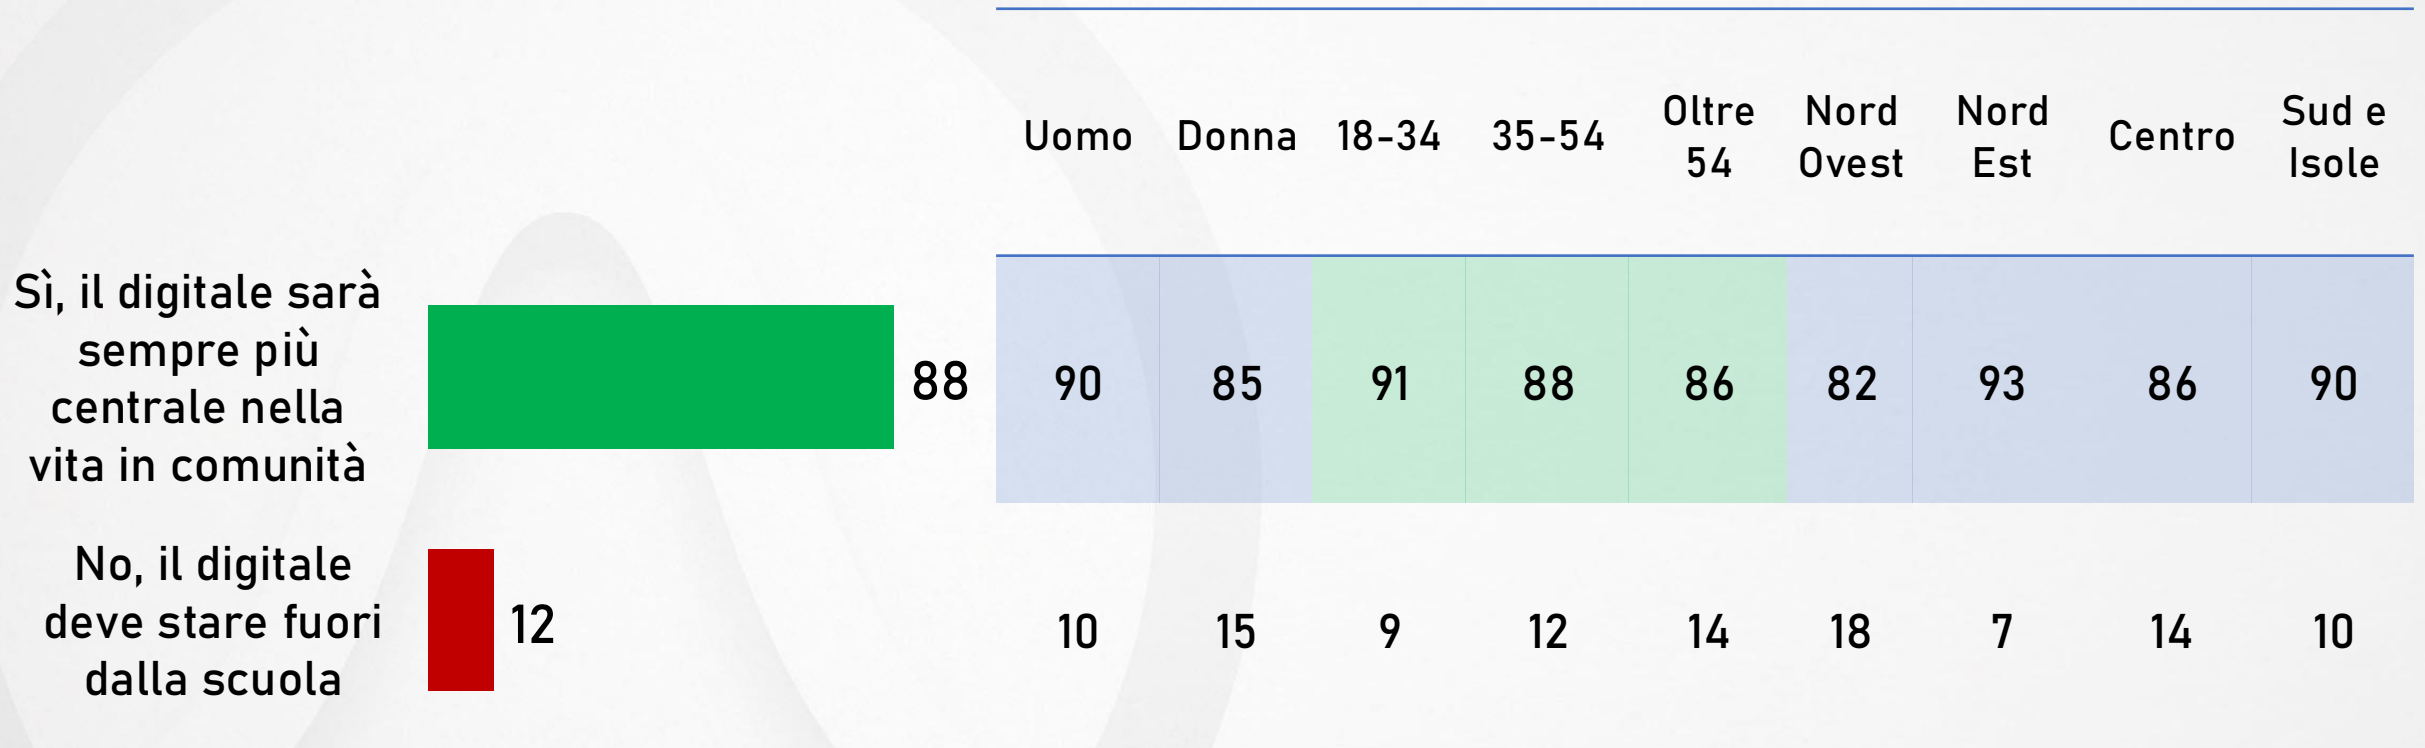 Uomo Donna 18-34 35-54 Oltre 54 Nord Ovest Nord Est Centro Sud e Isole
Sì, il digitale sarà
sempre più
centrale nella
vita in comunità
88 90 85 91 88 86 82 93 86 90
No, il digitale
deve stare fuori
dalla scuola
12 10 15 9 12 14 18 7 14 10